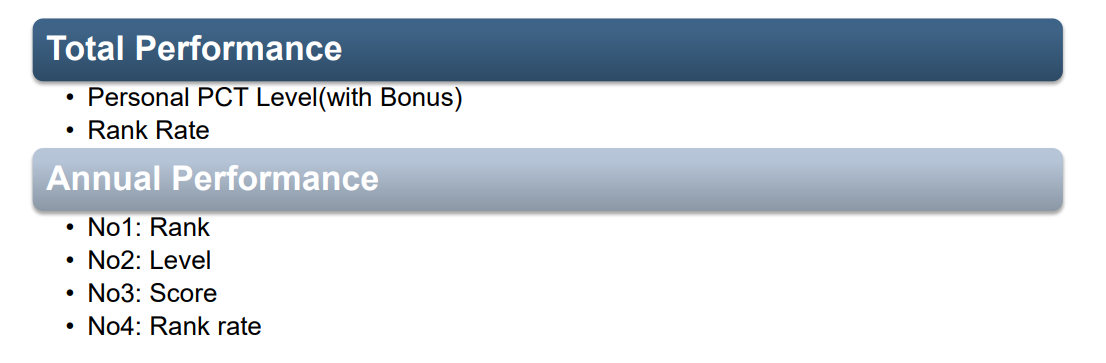 Total Performance
• Personal PCT Level(with Bonus)
• Rank Rate
Annual Performance
• No1: Rank
• No2: Level
• No3: Score
• No4: Rank rate